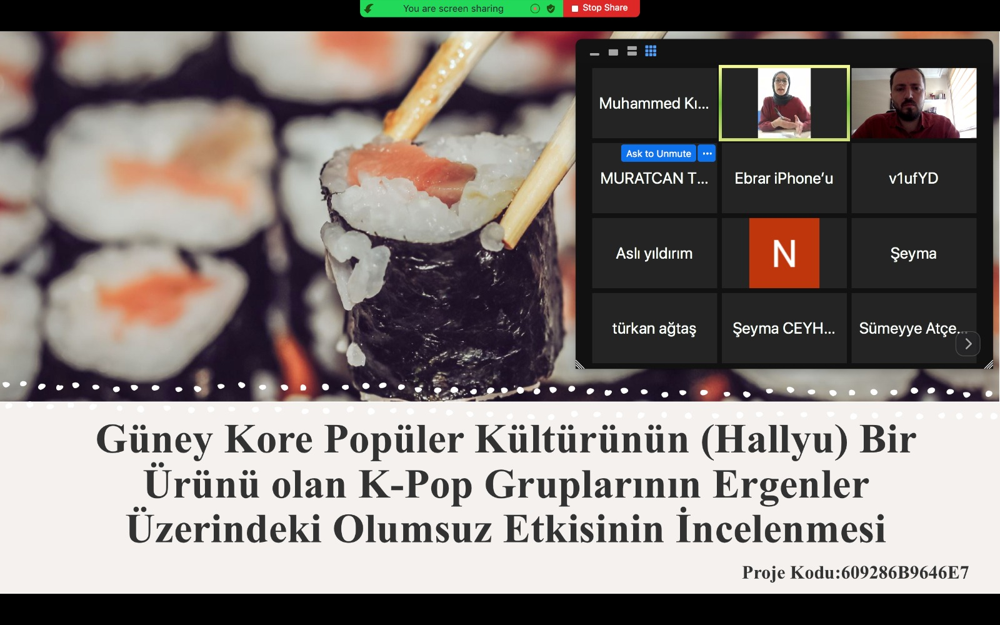 You are screen sharing
Stop Share
Muhammed Kı...
Ask to Unmute
...
MURATCAN T...
Ebrar iPhone’u
v1ufYD
Aslı yıldırım
N
Şeyma
türkan ağtaş
Şeyma CEYH...
Sümeyye Atçe...
Güney Kore Popüler Kültürünün (Hallyu) Bir
Ürünü olan K-Pop Gruplarının Ergenler
Üzerindeki Olumsuz Etkisinin İncelenmesi
Proje Kodu:609286B9646E7